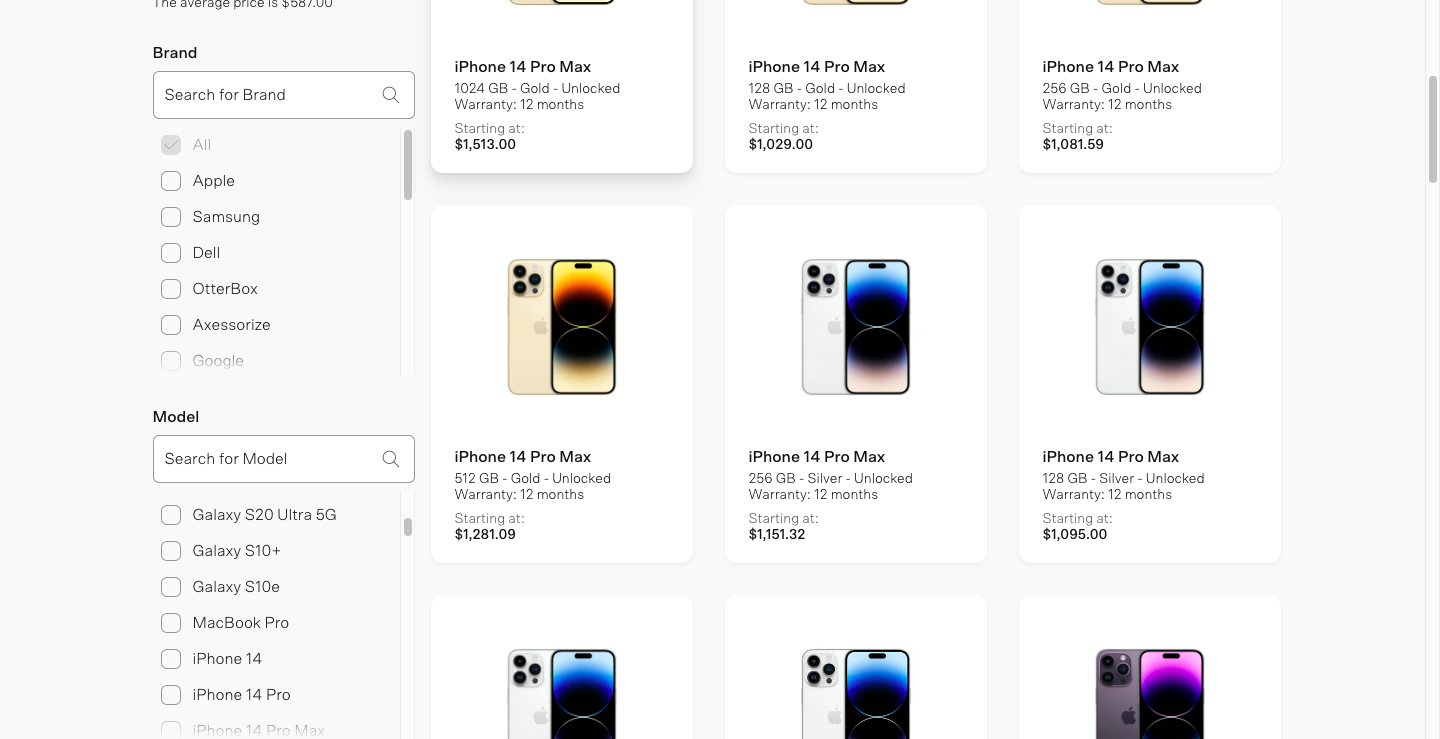 The average price is $587.00
Brand
Search for Brand
All
Apple
Samsung
Dell
OtterBox
Axessorize
Google
Model
Search for Model
Galaxy S20 Ultra 5G
Galaxy S10+
Galaxy S10e
MacBook Pro
iPhone 14
iPhone 14 Pro
iPhone 14 Pro Max
iPhone 14 Pro Max
1024 GB - Gold - Unlocked
Warranty: 12 months
Starting at:
$1,513.00
iPhone 14 Pro Max
128 GB - Gold - Unlocked
Warranty: 12 months
Starting at:
$1,029.00
iPhone 14 Pro Max
256 GB - Gold - Unlocked
Warranty: 12 months
Starting at:
$1,081.59
iPhone 14 Pro Max
512 GB - Gold - Unlocked
Warranty: 12 months
Starting at:
$1,281.09
iPhone 14 Pro Max
256 GB - Silver - Unlocked
Warranty: 12 months
Starting at:
$1,151.32
iPhone 14 Pro Max
128 GB - Silver - Unlocked
Warranty: 12 months
Starting at:
$1,095.00